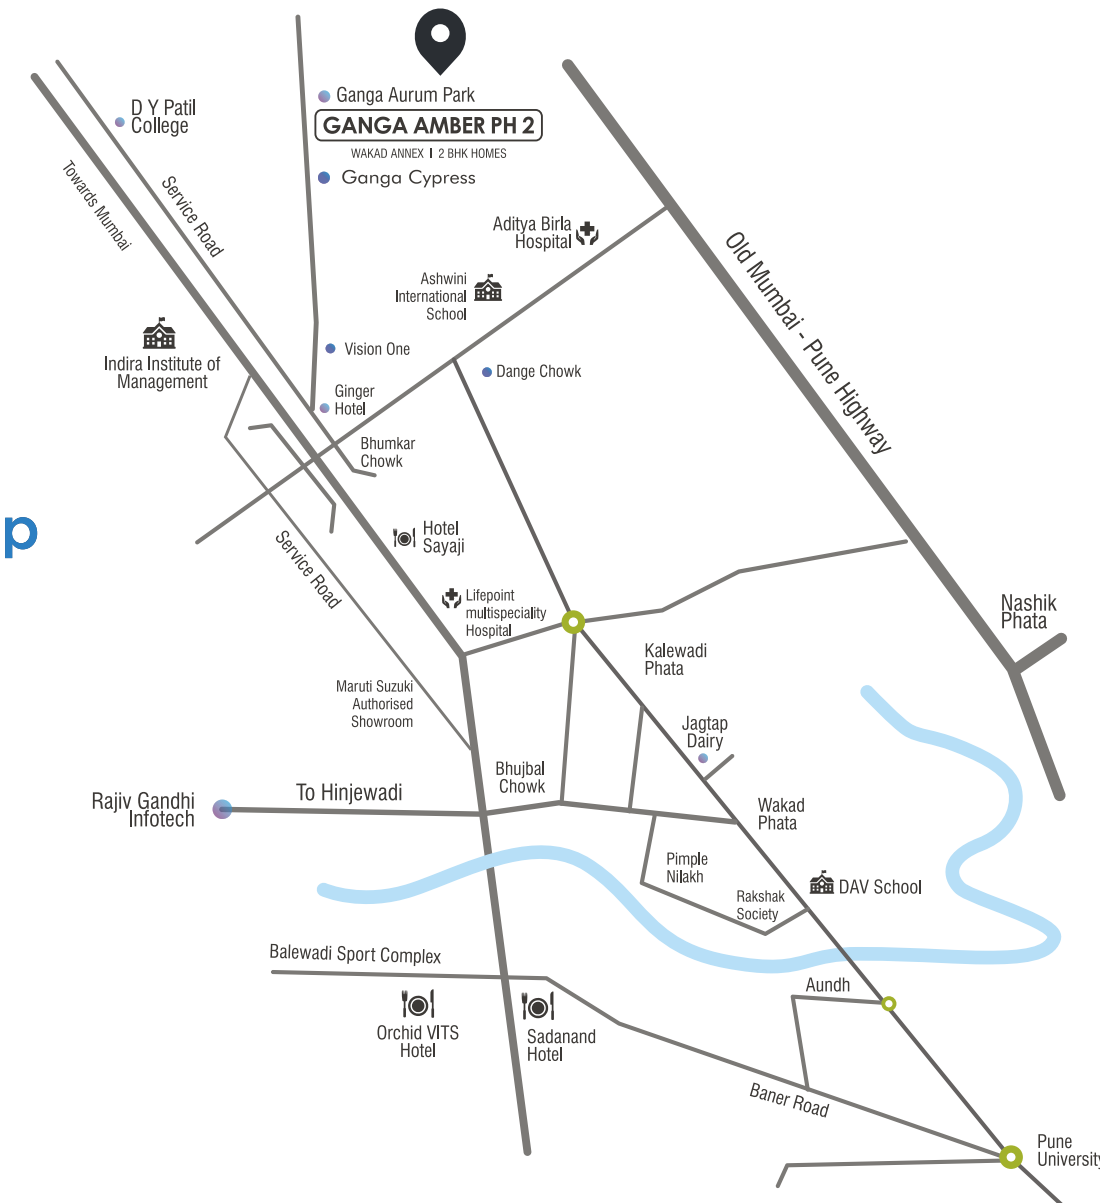 D Y Patil
College
Ganga Aurum Park
GANGA AMBER PH 2
WAKAD ANNEX I 2 BHK HOMES
Ganga Cypress
Towards Mumbai
Service Road
Aditya Birla
Hospital
Ashwini
International
School
Old Mumbai - Pune Highway
Indira Institute of
Management
Vision One
Dange Chowk
Ginger
Hotel
Bhumkar
Chowk
p
Hotel
Sayaji
Service Road
Lifepoint
multispeciality
Hospital
Nashik
Phata
Kalewadi
Phata
Maruti Suzuki
Authorised
Showroom
Jagtap
Dairy
Bhujbal
Chowk
Rajiv Gandhi
Infotech
To Hinjewadi
Wakad
Phata
Pimple
Nilakh
Rakshak
Society
DAV School
Balewadi Sport Complex
Aundh
Orchid VITS
Hotel
Sadanand
Hotel
Baner Road
Pune
University